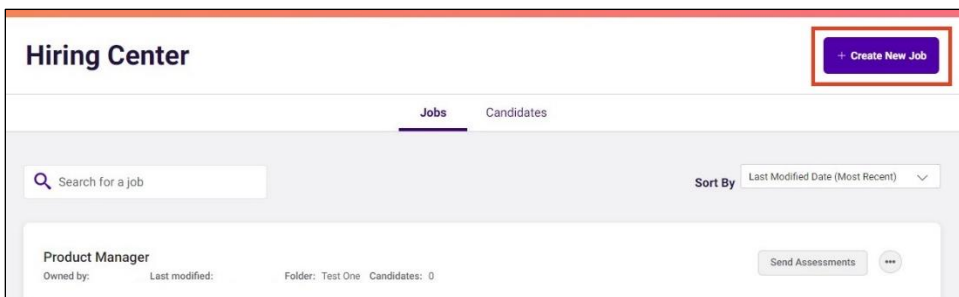 Hiring Center
+ Create New Job
Jobs Candidates
Search for a job
Sort By Last Modified Date (Most Recent)
Product Manager
Owned by: Last modified: Folder: Test One Candidates: 0
Send Assessments